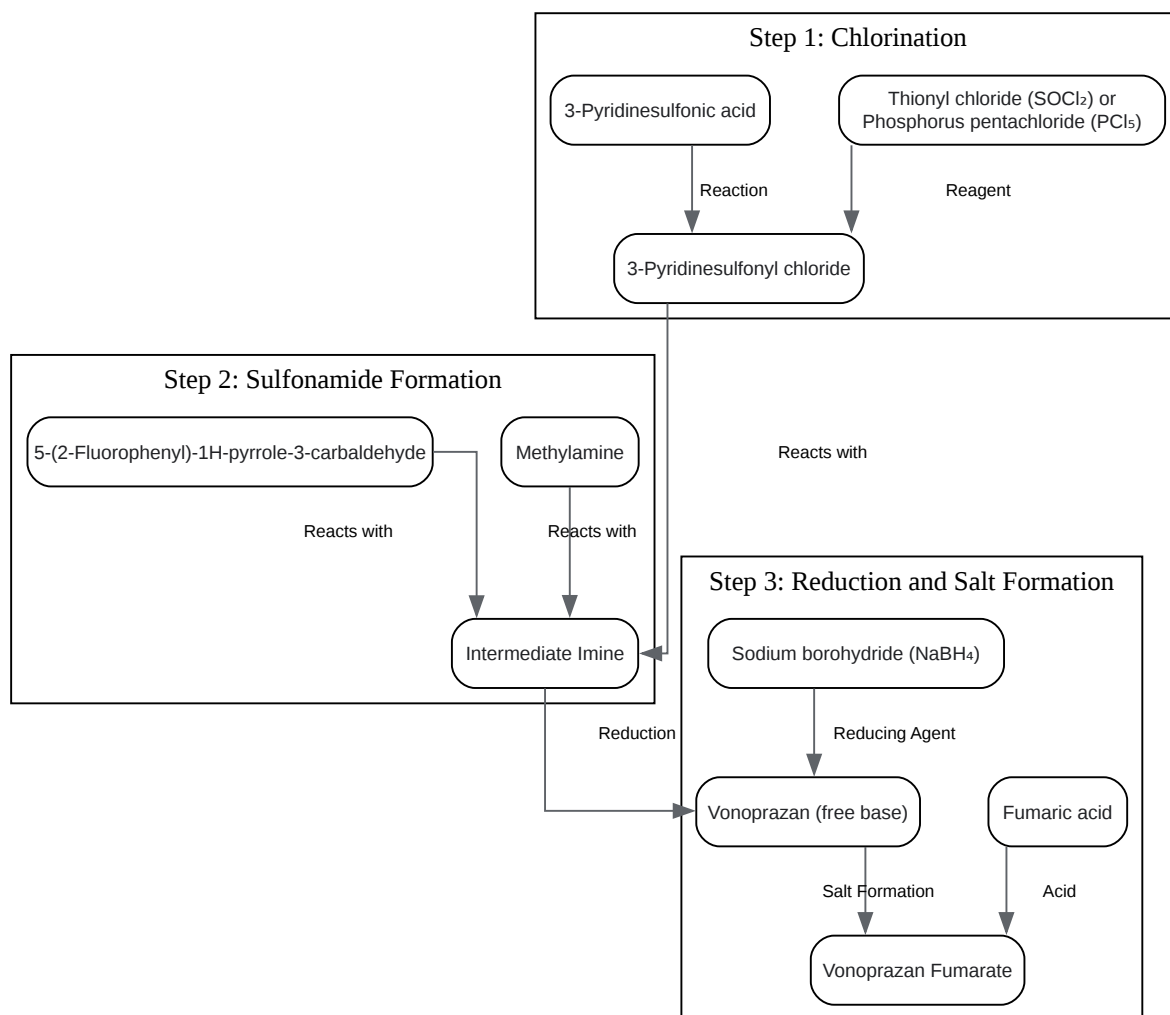 Step 1: Chlorination
3-Pyridinesulfonic acid
Thionyl chloride (SOCl₂) or
Phosphorus pentachloride (PCl₅)
Reaction
Reagent
3-Pyridinesulfonyl chloride
Step 2: Sulfonamide Formation
5-(2-Fluorophenyl)-1H-pyrrole-3-carbaldehyde
Methylamine
Reacts with
Reacts with
Reacts with
Intermediate Imine
Step 3: Reduction and Salt Formation
Sodium borohydride (NaBH₄)
Reduction
Reducing Agent
Vonoprazan (free base)
Fumaric acid
Salt Formation
Acid
Vonoprazan Fumarate